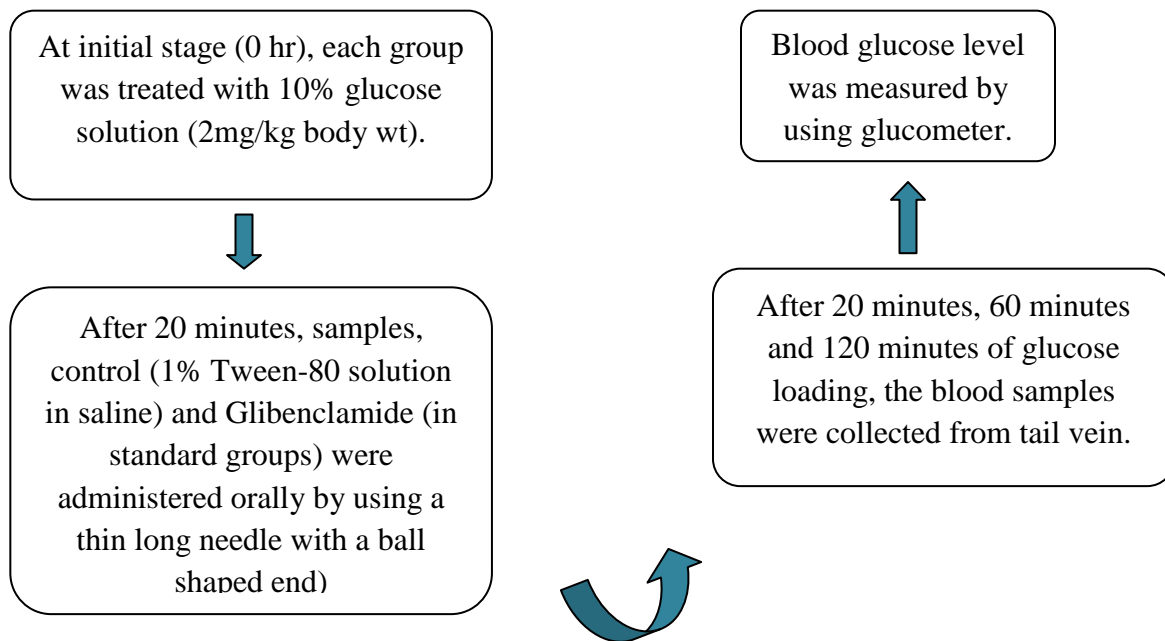 At initial stage (0 hr), each group
was treated with 10% glucose
solution (2mg/kg body wt).
After 20 minutes, samples,
control (1% Tween-80 solution
in saline) and Glibenclamide (in
standard groups) were
administered orally by using a
thin long needle with a ball
shaped end)
After 20 minutes, 60 minutes
and 120 minutes of glucose
loading, the blood samples
were collected from tail vein.
Blood glucose level
was measured by
using glucometer.